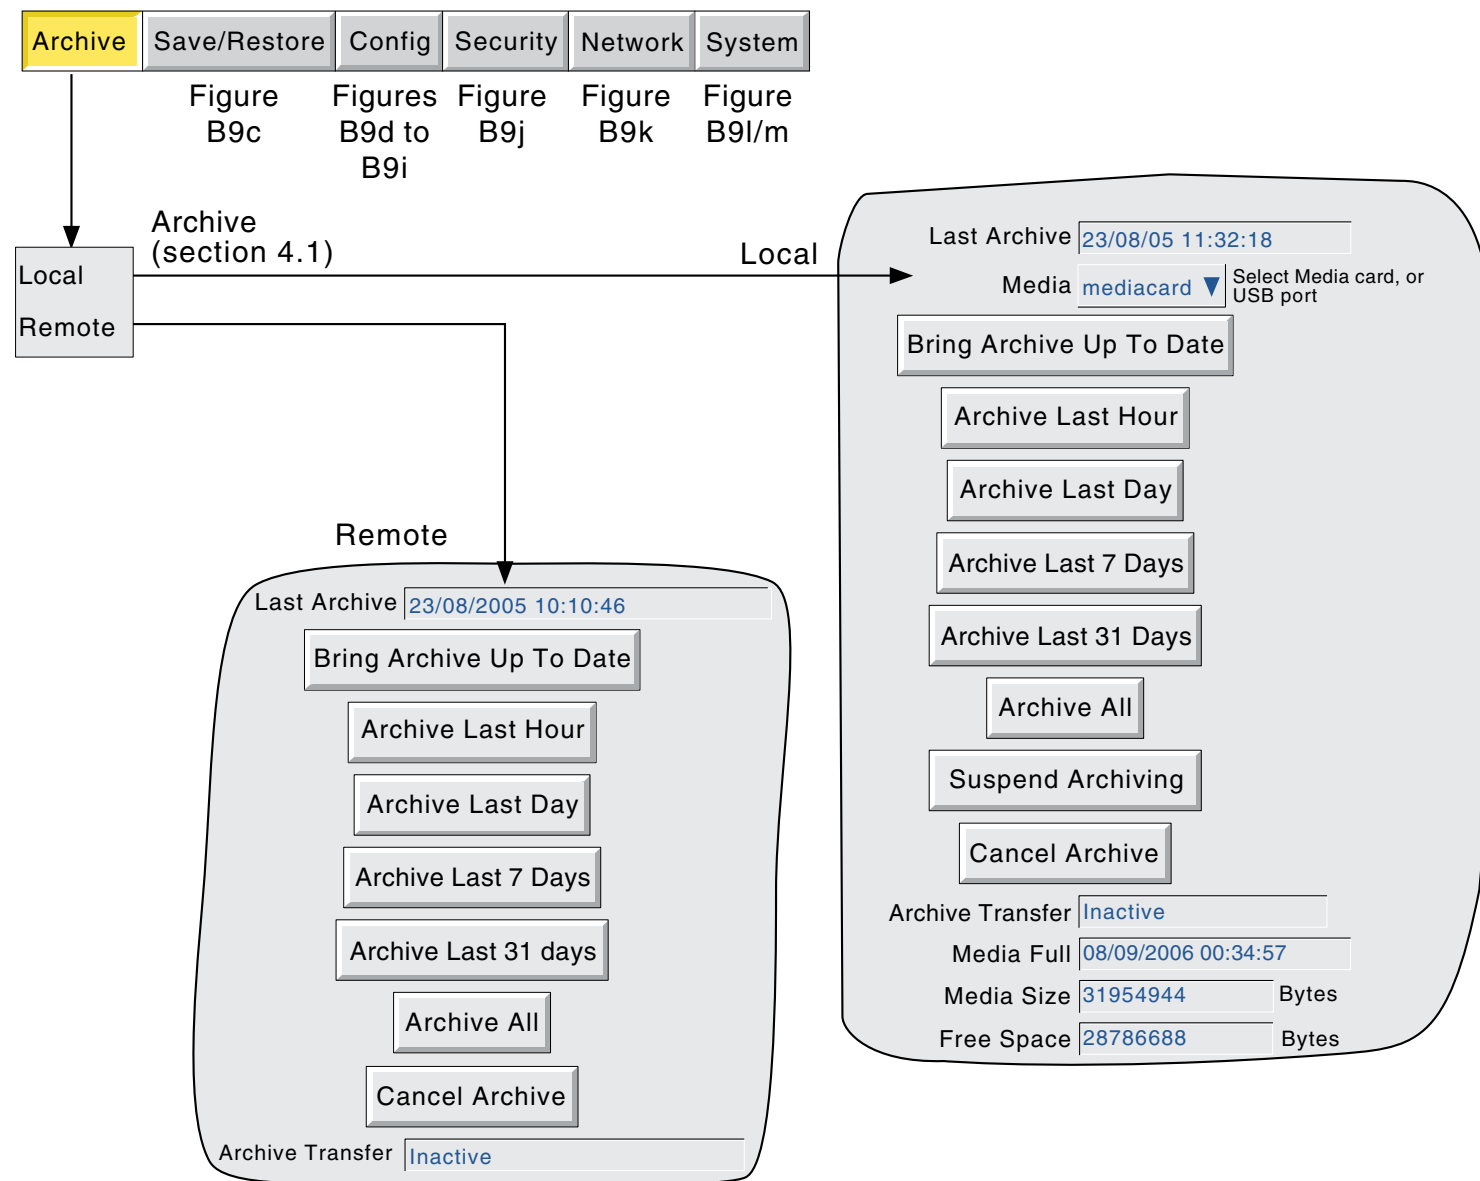 Archive Save/Restore Config Security Network System
Figure B9c
Figures B9d to B9i
Figure B9j
Figure B9k
Figure B9l/m
Archive
(section 4.1)
Local
Remote
Local
Last Archive 23/08/05 11:32:18
Media mediacard Select Media card, or
USB port
Bring Archive Up To Date
Archive Last Hour
Archive Last Day
Archive Last 7 Days
Archive Last 31 Days
Archive All
Suspend Archiving
Cancel Archive
Archive Transfer Inactive
Media Full 08/09/2006 00:34:57
Media Size 31954944 Bytes
Free Space 28786688 Bytes
Remote
Last Archive 23/08/2005 10:10:46
Bring Archive Up To Date
Archive Last Hour
Archive Last Day
Archive Last 7 Days
Archive Last 31 days
Archive All
Cancel Archive
Archive Transfer Inactive